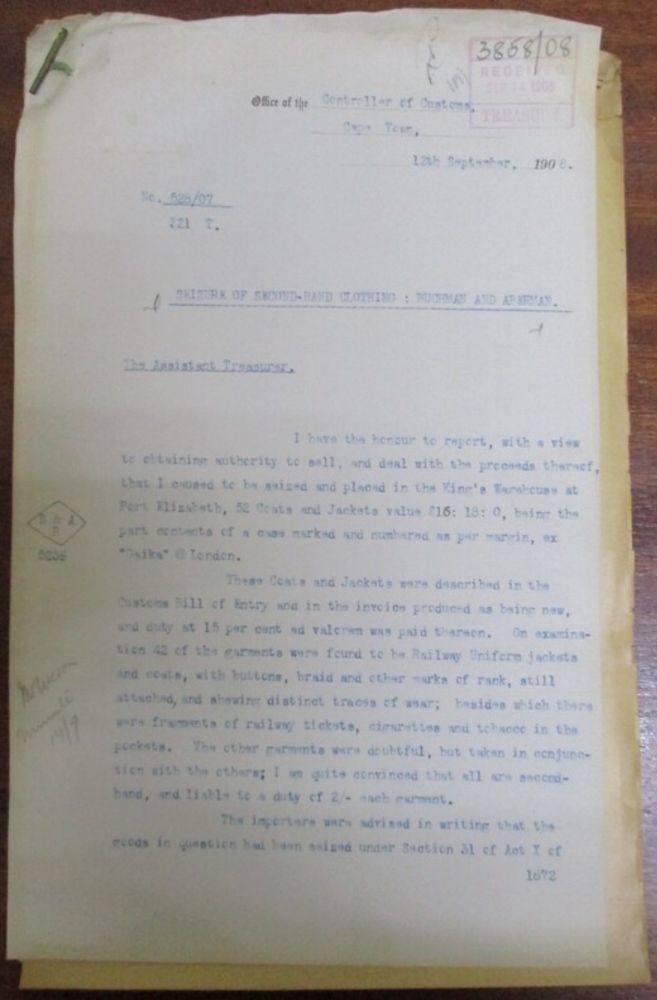 3858/08
RECEIVED
SEP 14 1908
TREASURY
Office of the Controller of Customs,
Cape Town,
12th September, 1908.
No. 528/07
321 T.
SEIZURE OF SECOND-HAND CLOTHING : BUCHMAN AND ABERMAN.
The Assistant Treasurer.
I have the honour to report, with a view
to obtaining authority to sell, and deal with the proceeds thereof,
that I caused to be seized and placed in the King's Warehouse at
Port Elizabeth, 52 Coats and Jackets value £16: 18: 0, being the
B & A
part contents of a case marked and numbered as per margin, ex
5236
"Gaika" @ London.
These Coats and Jackets were described in the
Customs Bill of Entry and in the invoice produced as being new,
and duty at 15 per cent ad valorem was paid thereon. On examina-
tion 42 of the garments were found to be Railway Uniform jackets
and coats, with buttons, braid and other marks of rank, still
attached, and shewing distinct traces of wear; besides which there
were fragments of railway tickets, cigarettes and tobacco in the
14/9
pockets. The other garments were doubtful, but taken in conjunc-
tion with the others; I am quite convinced that all are second-
hand, and liable to a duty of 2/- each garment.
The importers were advised in writing that the
goods in question had been seized under Section 31 of Act X of
1872